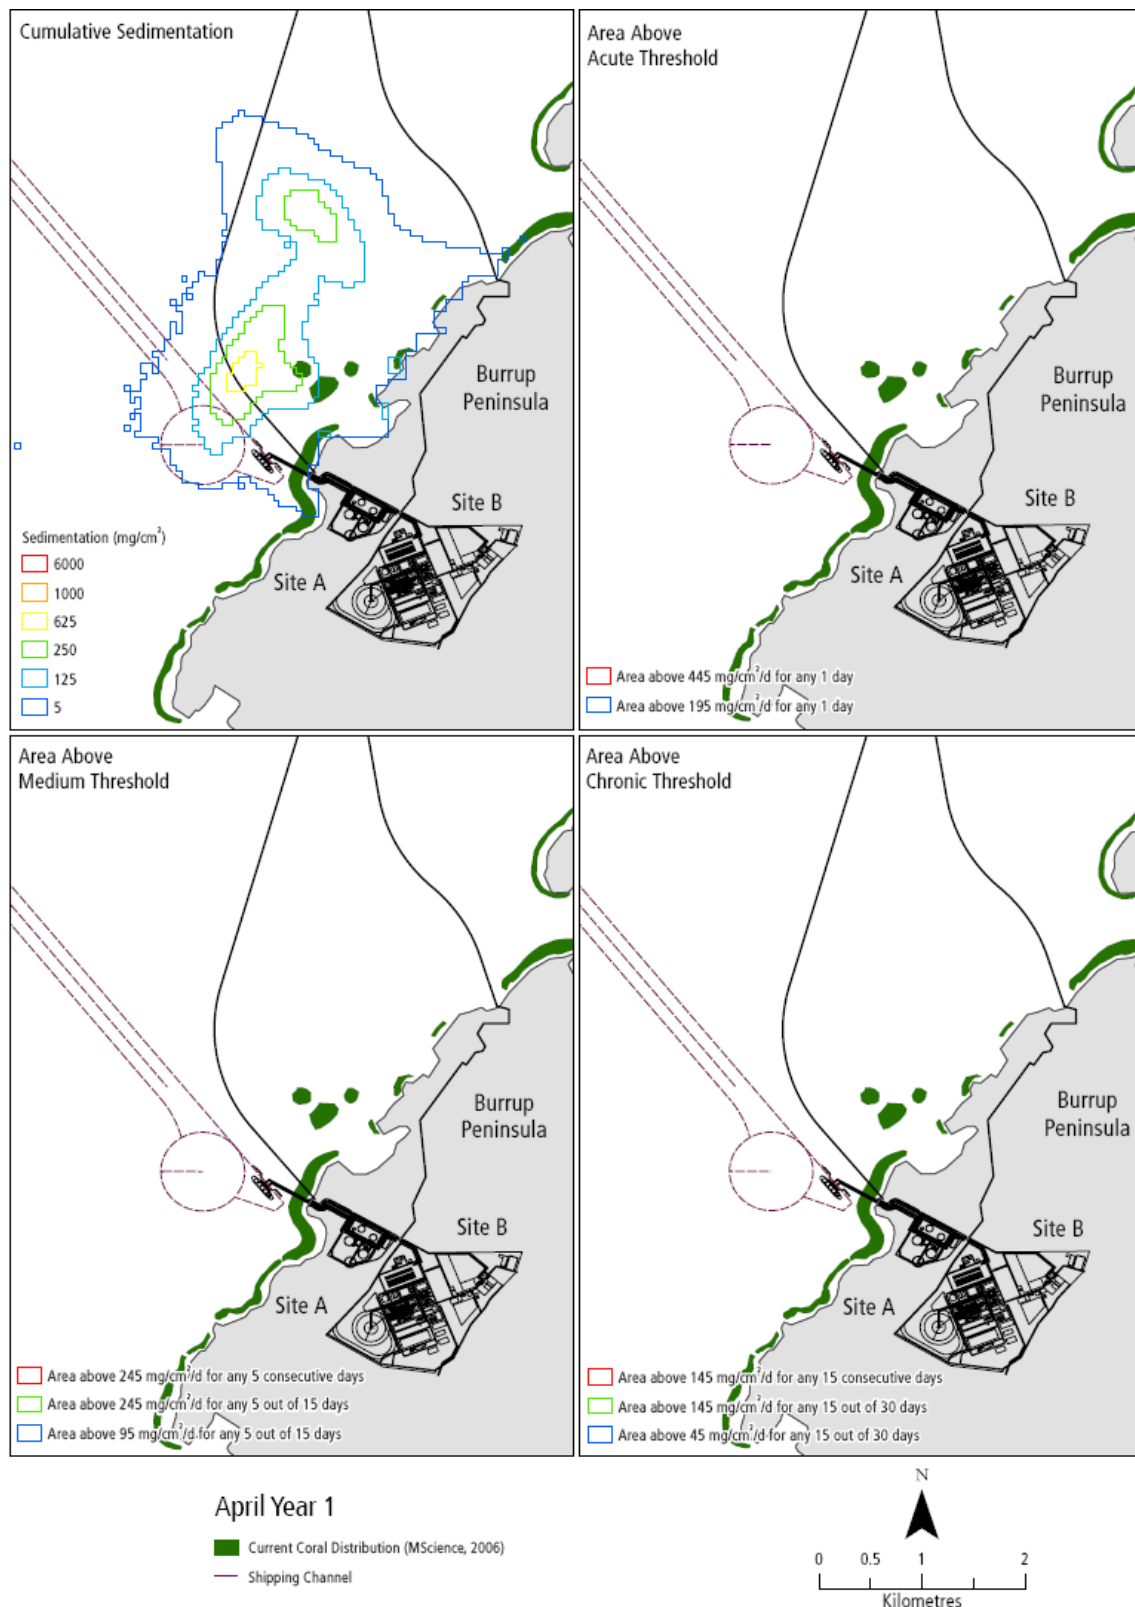 Cumulative Sedimentation
Burrup
Peninsula
Site B
Site A
Sedimentation (mg/cm²)
6000
1000
625
250
125
5
Area Above
Acute Threshold
Burrup
Peninsula
Site B
Site A
Area above 445 mg/cm²/d for any 1 day
Area above 195 mg/cm²/d for any 1 day
Area Above
Medium Threshold
Burrup
Peninsula
Site B
Site A
Area above 245 mg/cm²/d for any 5 consecutive days
Area above 245 mg/cm²/d for any 5 out of 15 days
Area above 95 mg/cm²/d for any 5 out of 15 days
Area Above
Chronic Threshold
Burrup
Peninsula
Site B
Site A
Area above 145 mg/cm²/d for any 15 consecutive days
Area above 145 mg/cm²/d for any 15 out of 30 days
Area above 45 mg/cm²/d for any 15 out of 30 days
April Year 1
Current Coral Distribution (MScience, 2006)
Shipping Channel
N
0 0.5 1 2
Kilometres